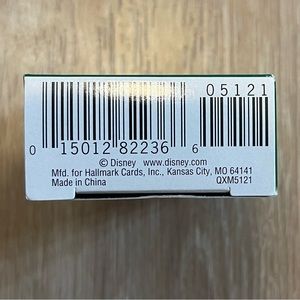 05121
0 15012 82236 6
© Disney www.disney.com
Mfd. for Hallmark Cards, Inc., Kansas City, MO 64141
Made in China QXM5121